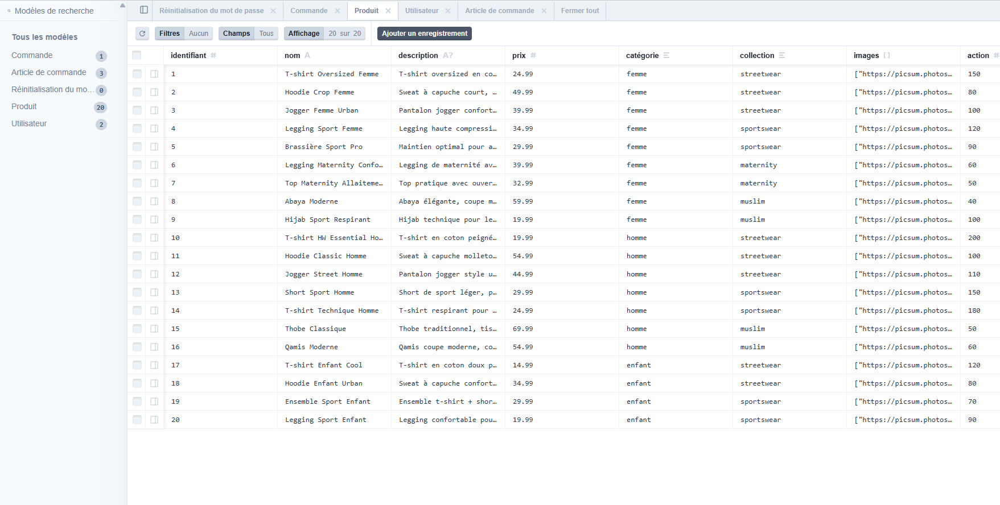 Modèles de recherche
Réinitialisation du mot de passe
Commande
Produit
Utilisateur
Article de commande
Fermer tout
Tous les modèles
Commande 1
Article de commande 3
Réinitialisation du mo... 0
Produit 20
Utilisateur 2
Filtres Aucun Champs Tous Affichage 20 sur 20 Ajouter un enregistrement
identifiant # nom A description A? prix # catégorie collection images [] action #
1 T-shirt Oversized Femme T-shirt oversized en co… 24.99 femme streetwear ["https://picsum.photos… 150
2 Hoodie Crop Femme Sweat à capuche court, … 49.99 femme streetwear ["https://picsum.photos… 80
3 Jogger Femme Urban Pantalon jogger confort… 39.99 femme streetwear ["https://picsum.photos… 100
4 Legging Sport Femme Legging haute compressi… 34.99 femme sportswear ["https://picsum.photos… 120
5 Brassière Sport Pro Maintien optimal pour a… 29.99 femme sportswear ["https://picsum.photos… 90
6 Legging Maternity Confo… Legging de maternité av… 39.99 femme maternity ["https://picsum.photos… 60
7 Top Maternity Allaiteme… Top pratique avec ouver… 32.99 femme maternity ["https://picsum.photos… 50
8 Abaya Moderne Abaya élégante, coupe m… 59.99 femme muslim ["https://picsum.photos… 40
9 Hijab Sport Respirant Hijab technique pour le… 19.99 femme muslim ["https://picsum.photos… 100
10 T-shirt HW Essential Ho… T-shirt en coton peigné… 19.99 homme streetwear ["https://picsum.photos… 200
11 Hoodie Classic Homme Sweat à capuche molleto… 54.99 homme streetwear ["https://picsum.photos… 100
12 Jogger Street Homme Pantalon jogger style u… 44.99 homme streetwear ["https://picsum.photos… 110
13 Short Sport Homme Short de sport léger, p… 29.99 homme sportswear ["https://picsum.photos… 150
14 T-shirt Technique Homme T-shirt respirant pour … 24.99 homme sportswear ["https://picsum.photos… 180
15 Thobe Classique Thobe traditionnel, tis… 69.99 homme muslim ["https://picsum.photos… 50
16 Qamis Moderne Qamis coupe moderne, co… 54.99 homme muslim ["https://picsum.photos… 60
17 T-shirt Enfant Cool T-shirt en coton doux p… 14.99 enfant streetwear ["https://picsum.photos… 120
18 Hoodie Enfant Urban Sweat à capuche confort… 34.99 enfant streetwear ["https://picsum.photos… 80
19 Ensemble Sport Enfant Ensemble t-shirt + shor… 29.99 enfant sportswear ["https://picsum.photos… 70
20 Legging Sport Enfant Legging confortable pou… 19.99 enfant sportswear ["https://picsum.photos… 90